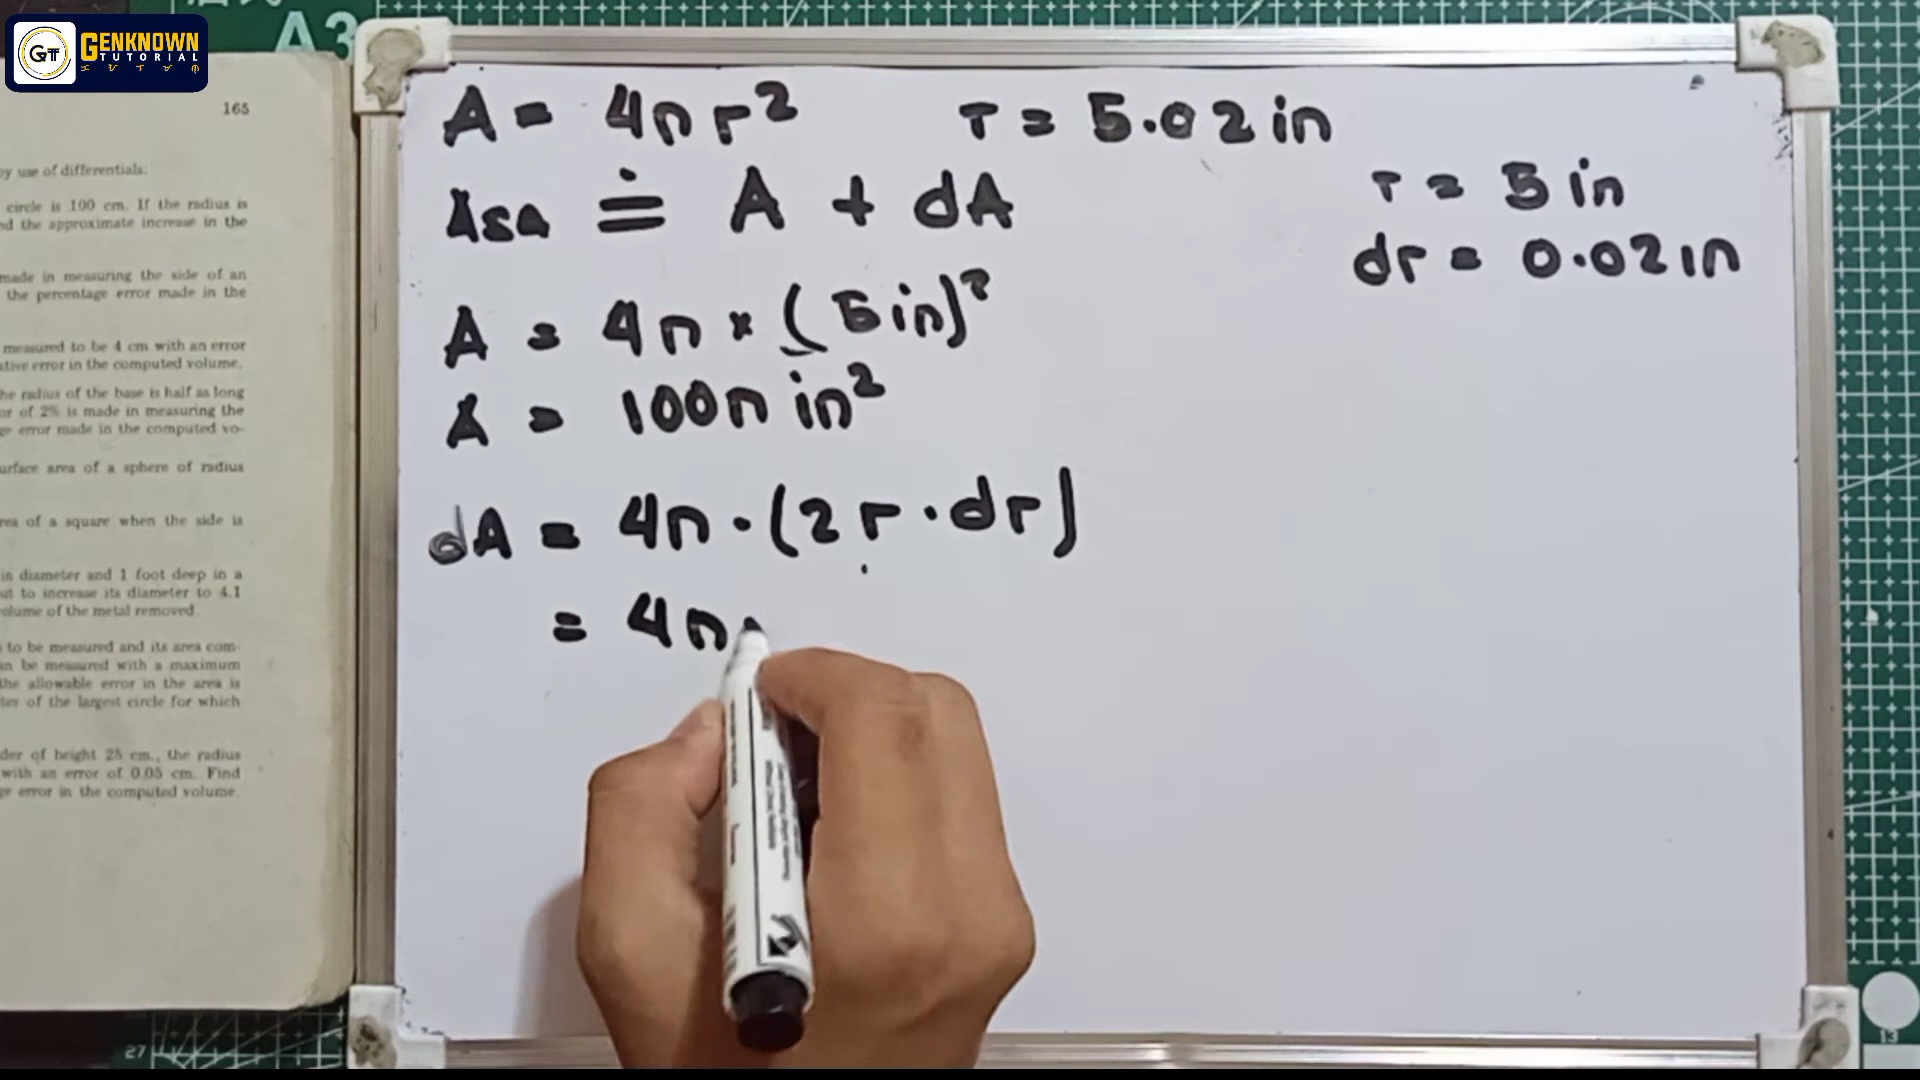 GT GENKNOWN
TUTORIAL
A3
165
by use of differentials:
circle is 100 cm. If the radius is
the approximate increase in the
made in measuring the side of an
the percentage error made in the
measured to be 4 cm with an error
ative error in the computed volume.
the radius of the base is half as long
or of 2% is made in measuring the
ge error made in the computed vo-
urface area of a sphere of radius
rea of a square when the side is
in diameter and 1 foot deep in a
ut to increase its diameter to 4.1
volume of the metal removed.
to be measured and its area com-
n be measured with a maximum
the allowable error in the area is
ter of the largest circle for which
der of height 25 cm., the radius
with an error of 0.05 cm. Find
ge error in the computed volume.
A = 4π r² r = 5.02 in
r = 5 in
Asa ≐ A + dA
dr = 0.02 in
A = 4π × (5 in)²
A = 100π in²
dA = 4π · (2r · dr)
= 4π ·
27
13